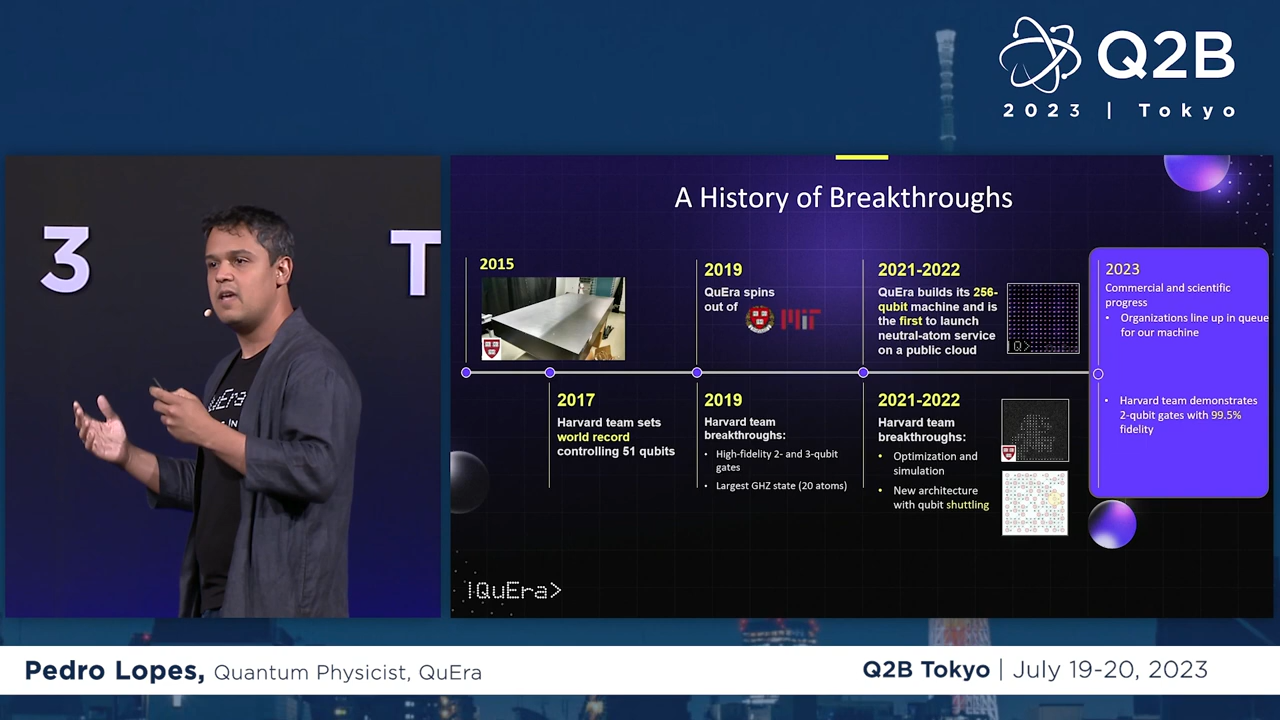 Q2B
2023 | Tokyo
3
T
QuEra
A History of Breakthroughs
2015
2017
Harvard team sets
world record
controlling 51 qubits
2019
QuEra spins
out of
MIT
2019
Harvard team
breakthroughs:
• High-fidelity 2- and 3-qubit
gates
• Largest GHZ state (20 atoms)
2021-2022
QuEra builds its 256-
qubit machine and is
the first to launch
neutral-atom service
on a public cloud
|Q>
2021-2022
Harvard team
breakthroughs:
• Optimization and
simulation
• New architecture
with qubit shuttling
2023
Commercial and scientific
progress
• Organizations line up in queue
for our machine
• Harvard team demonstrates
2-qubit gates with 99.5%
fidelity
|QuEra>
Pedro Lopes, Quantum Physicist, QuEra
Q2B Tokyo | July 19-20, 2023